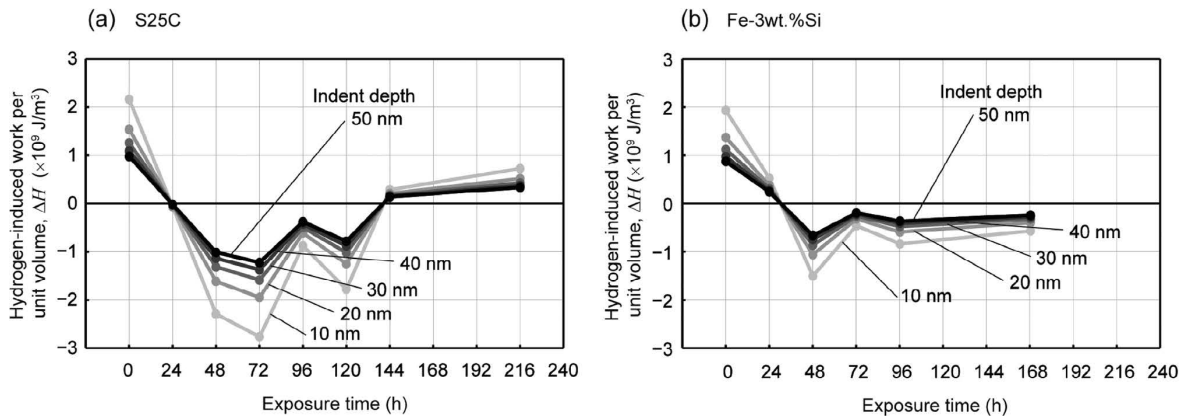 (a) S25C
Hydrogen-induced work per
unit volume, ΔH (×10⁹ J/m³)
3
2
1
0
−1
−2
−3
Indent depth
50 nm
40 nm
30 nm
20 nm
10 nm
0 24 48 72 96 120 144 168 192 216 240
Exposure time (h)
(b) Fe-3wt.%Si
Hydrogen-induced work per
unit volume, ΔH (×10⁹ J/m³)
3
2
1
0
−1
−2
−3
Indent depth
50 nm
40 nm
30 nm
20 nm
10 nm
0 24 48 72 96 120 144 168 192 216 240
Exposure time (h)